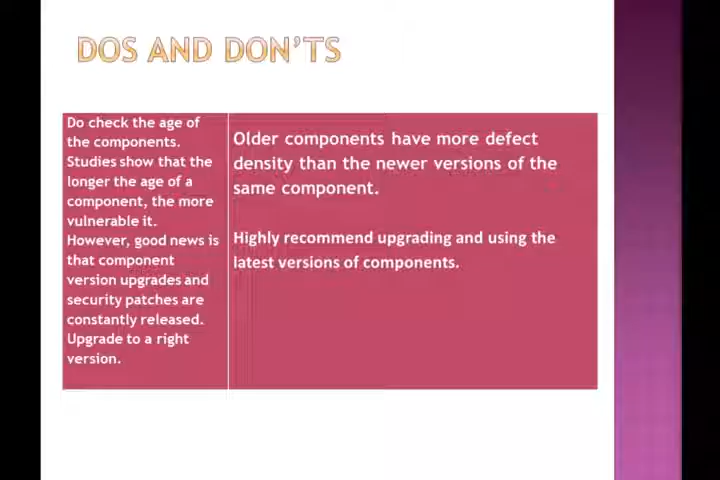 DOS AND DON'TS
Do check the age of
the components.
Studies show that the
longer the age of a
component, the more
vulnerable it.
However, good news is
that component
version upgrades and
security patches are
constantly released.
Upgrade to a right
version.
Older components have more defect
density than the newer versions of the
same component.
Highly recommend upgrading and using the
latest versions of components.